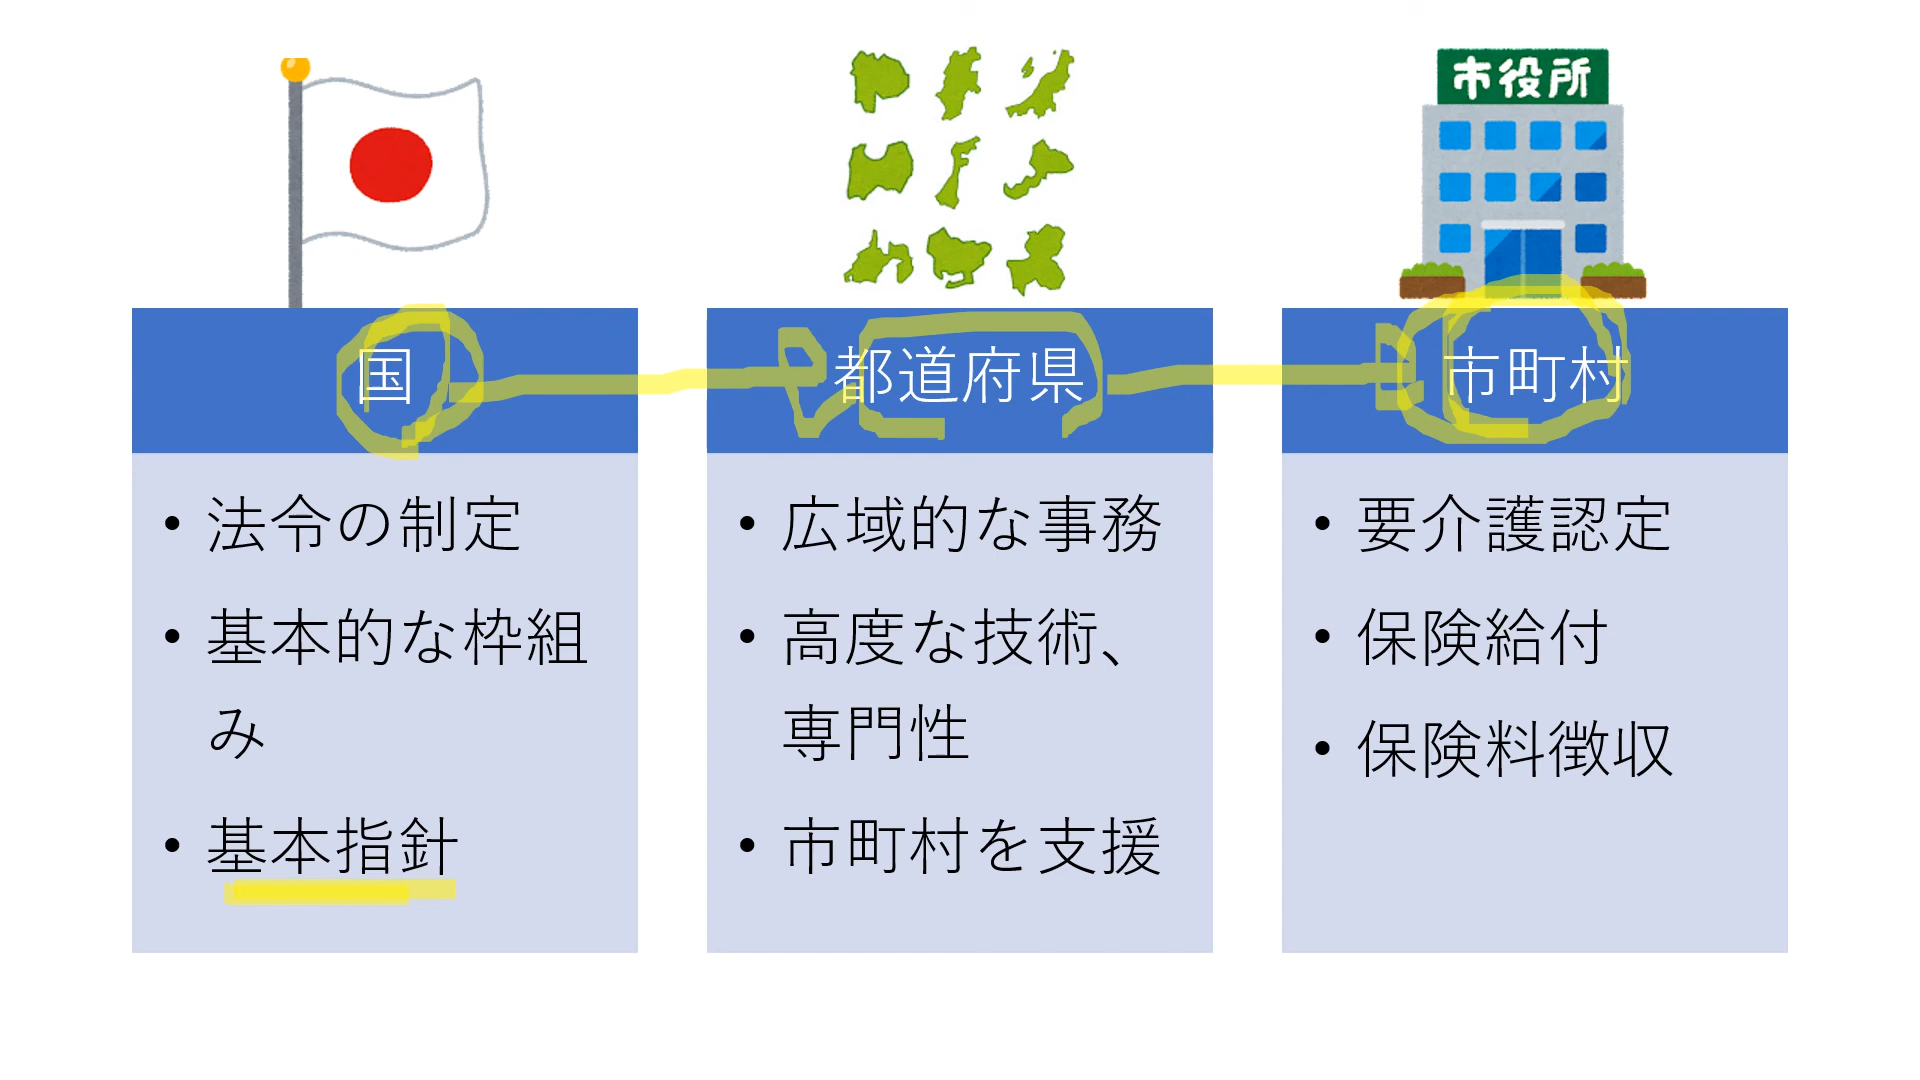 市役所
国
・法令の制定
・基本的な枠組
み
・基本指針
都道府県
・広域的な事務
・高度な技術、
専門性
・市町村を支援
市町村
・要介護認定
・保険給付
・保険料徴収